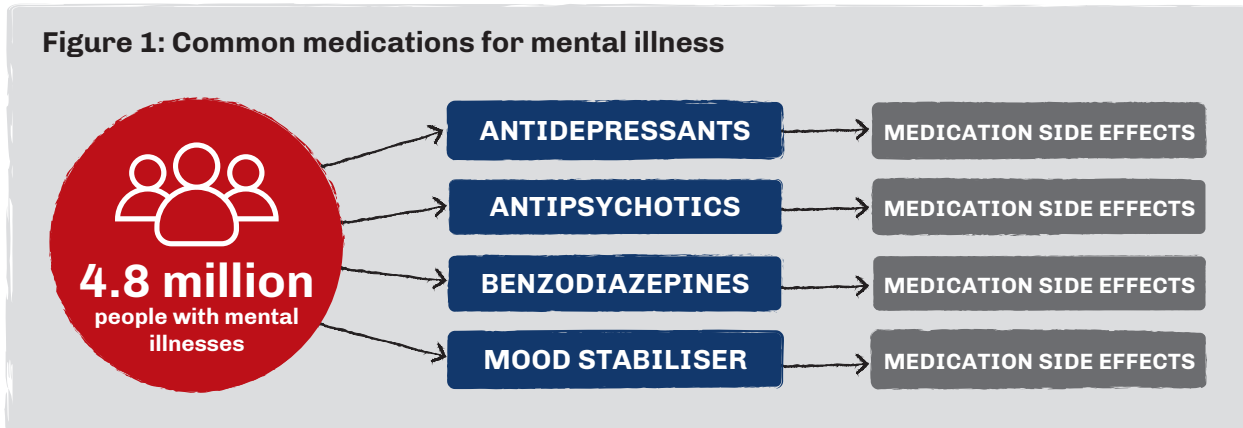 Figure 1: Common medications for mental illness
4.8 million
people with mental
illnesses
ANTIDEPRESSANTS
MEDICATION SIDE EFFECTS
ANTIPSYCHOTICS
MEDICATION SIDE EFFECTS
BENZODIAZEPINES
MEDICATION SIDE EFFECTS
MOOD STABILISER
MEDICATION SIDE EFFECTS